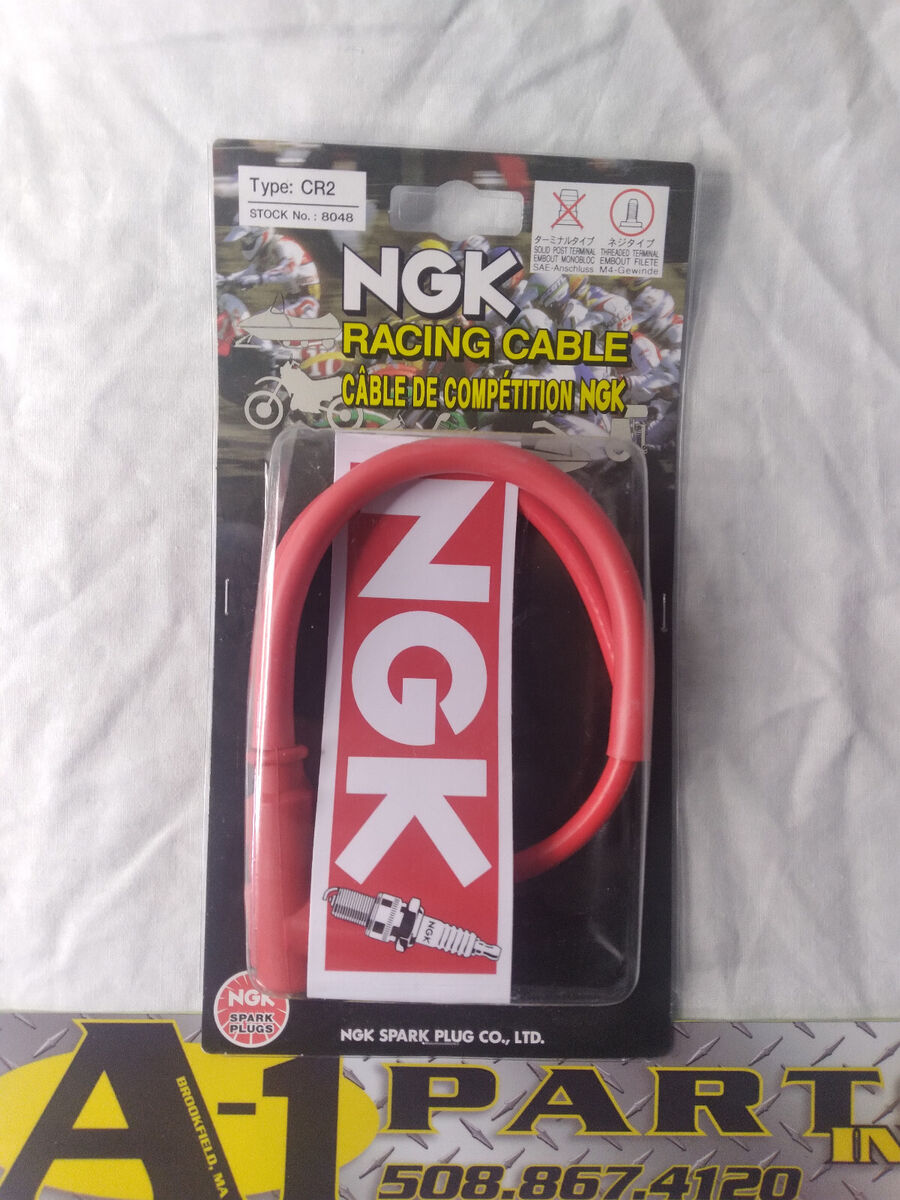 Type: CR2
STOCK No.: 8048
ターミナルタイプ
SOLID POST TERMINAL
EMBOUT MONOBLOC
SAE-Anschluss
ネジタイプ
THREADED TERMINAL
EMBOUT FILETE
M4-Gewinde
NGK
RACING CABLE
CÂBLE DE COMPÉTITION NGK
NGK
NGK
NGK
SPARK
PLUGS
NGK SPARK PLUG CO., LTD.
A-1 PART
BROOKFIELD, MA
IN
508.867.4120